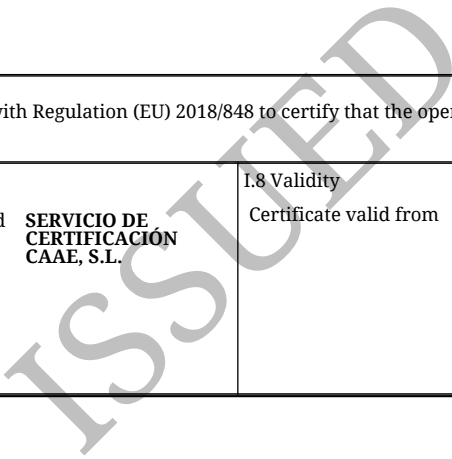 with Regulation (EU) 2018/848 to certify that the oper
I.8 Validity
d SERVICIO DE
CERTIFICACIÓN
CAAE, S.L.
Certificate valid from
ISSUED